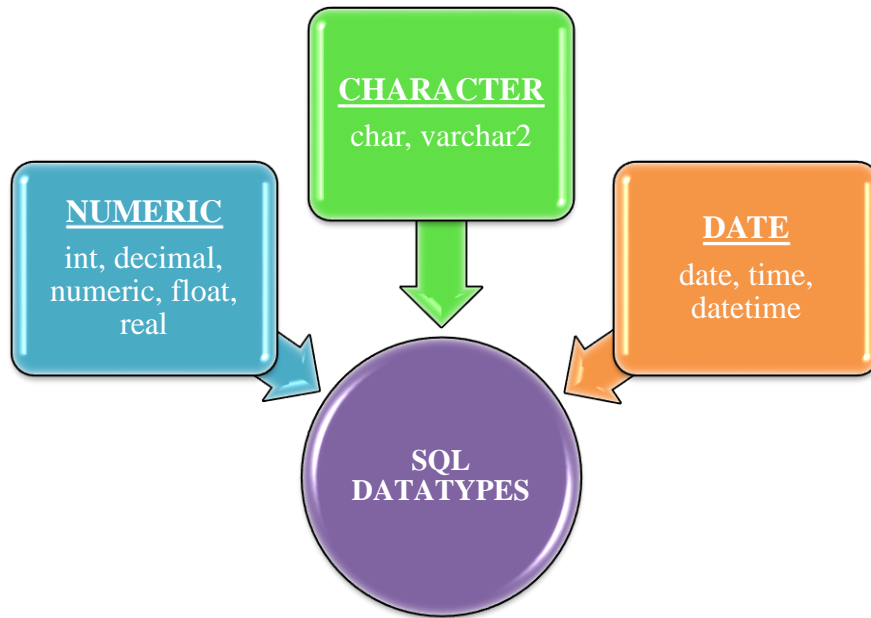 CHARACTER
char, varchar2
NUMERIC
int, decimal,
numeric, float,
real
DATE
date, time,
datetime
SQL
DATATYPES